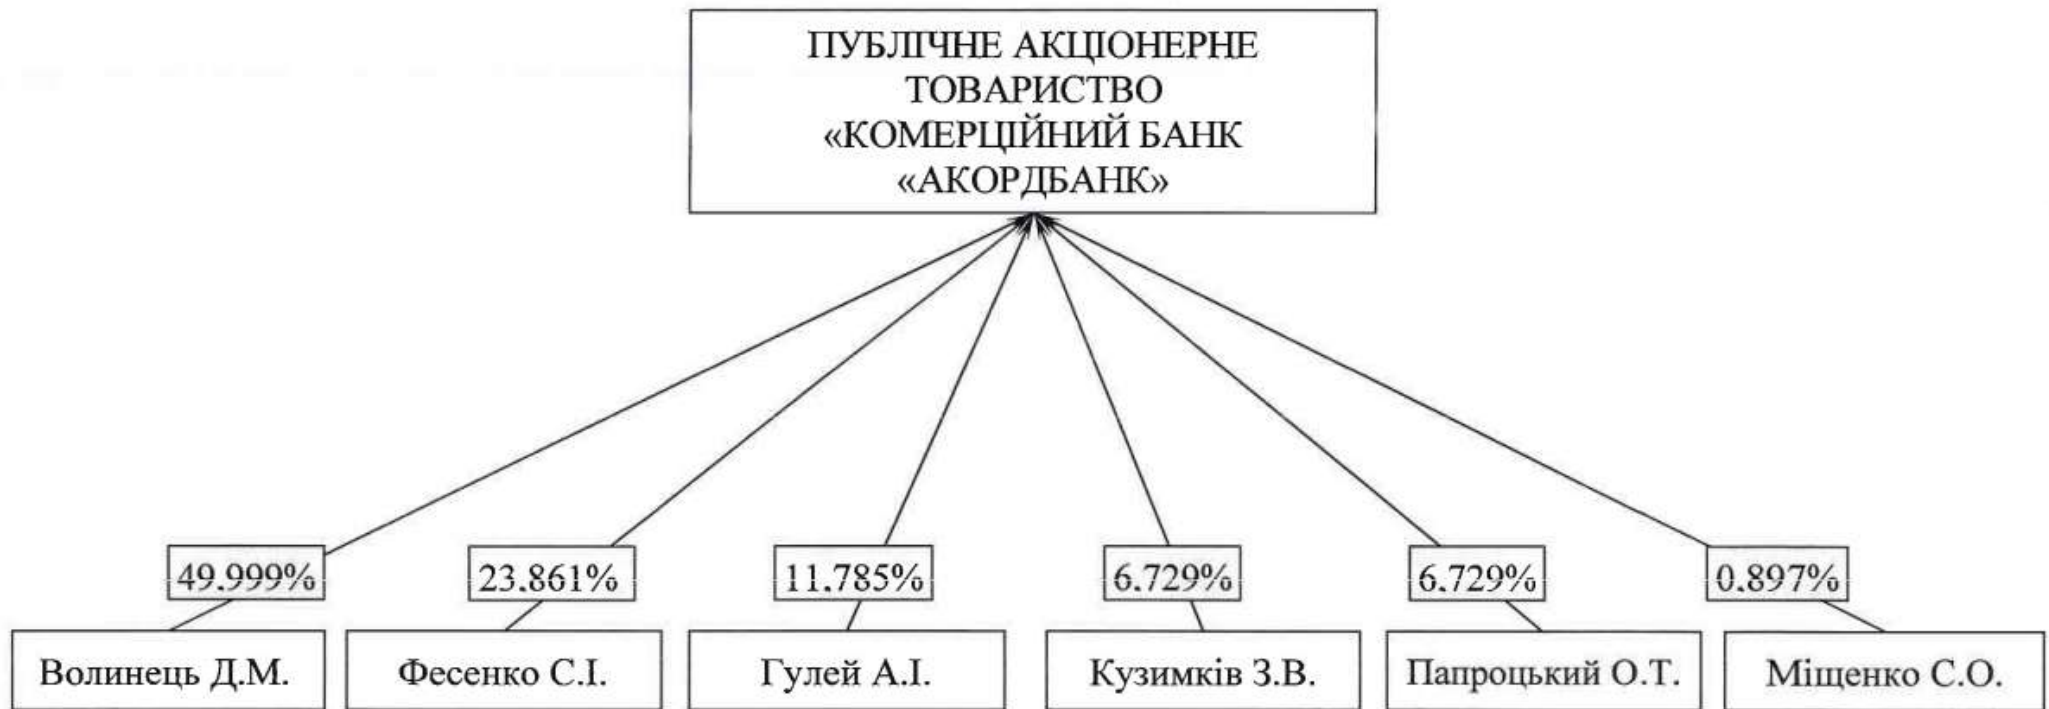 ПУБЛІЧНЕ АКЦІОНЕРНЕ
ТОВАРИСТВО
«КОМЕРЦІЙНИЙ БАНК
«АКОРДБАНК»
49.999%
23.861%
11.785%
6.729%
6.729%
0.897%
Волинець Д.М.
Фесенко С.І.
Гулей А.І.
Кузимків З.В.
Папроцький О.Т.
Міщенко С.О.